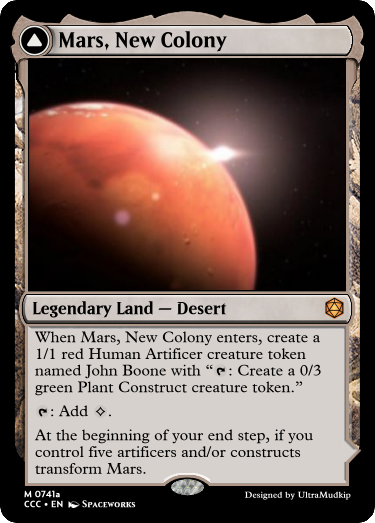 Mars, New Colony
Legendary Land — Desert
When Mars, New Colony enters, create a
1/1 red Human Artificer creature token
named John Boone with “: Create a 0/3
green Plant Construct creature token.”
: Add .
At the beginning of your end step, if you
control five artificers and/or constructs
transform Mars.
M 0741a
CCC • EN Spaceworks
Designed by UltraMudkip